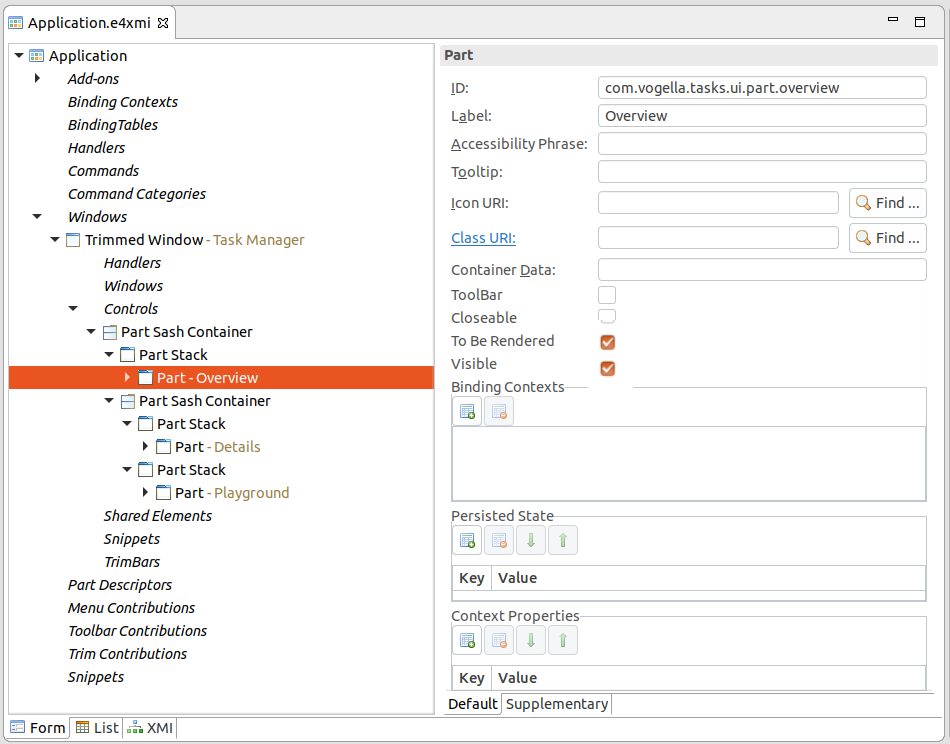 Application.e4xmi
Application
Add-ons
Binding Contexts
BindingTables
Handlers
Commands
Command Categories
Windows
Trimmed Window - Task Manager
Handlers
Windows
Controls
Part Sash Container
Part Stack
Part - Overview
Part Sash Container
Part Stack
Part - Details
Part Stack
Part - Playground
Shared Elements
Snippets
TrimBars
Part Descriptors
Menu Contributions
Toolbar Contributions
Trim Contributions
Snippets
Form List XMI
Part
ID: com.vogella.tasks.ui.part.overview
Label: Overview
Accessibility Phrase:
Tooltip:
Icon URI: Find ...
Class URI: Find ...
Container Data:
ToolBar
Closeable
To Be Rendered
Visible
Binding Contexts
Persisted State
Key Value
Context Properties
Key Value
Default Supplementary